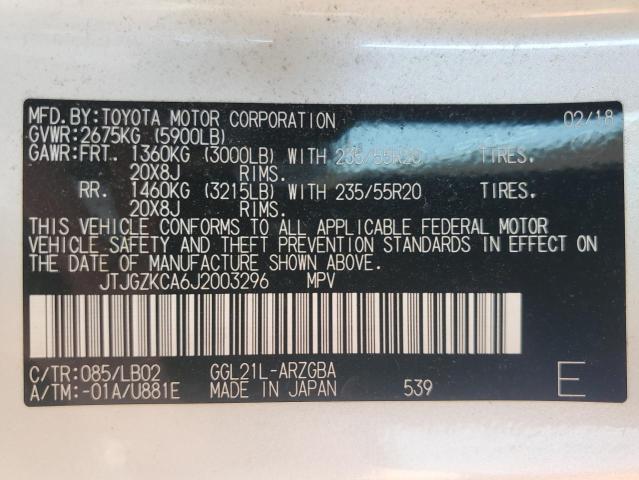 MFD.BY:TOYOTA MOTOR CORPORATION 02/18
GVWR:2675KG (5900LB)
GAWR:FRT. 1360KG (3000LB) WITH 235/55R20 TIRES.
20X8J RIMS.
RR. 1460KG (3215LB) WITH 235/55R20 TIRES.
20X8J RIMS.
THIS VEHICLE CONFORMS TO ALL APPLICABLE FEDERAL MOTOR
VEHICLE SAFETY AND THEFT PREVENTION STANDARDS IN EFFECT ON
THE DATE OF MANUFACTURE SHOWN ABOVE.
JTJGZKCA6J2003296 MPV
C/TR:085/LB02 GGL21L-ARZGBA
A/TM:-01A/U881E MADE IN JAPAN 539 E